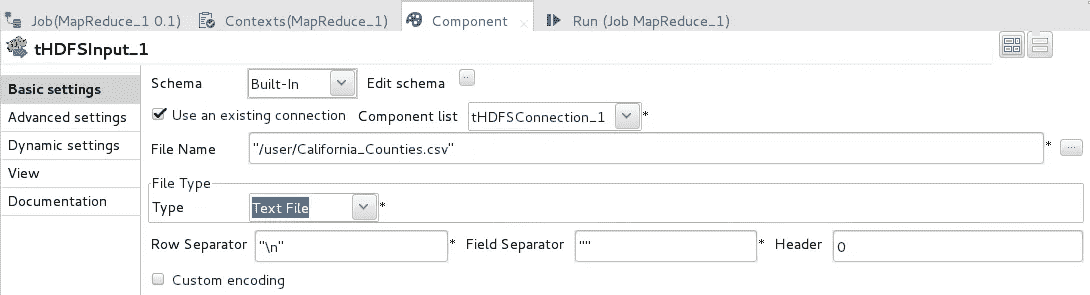 Job(MapReduce_1 0.1) Contexts(MapReduce_1) Component Run (Job MapReduce_1)
tHDFSInput_1
Basic settings
Advanced settings
Dynamic settings
View
Documentation
Schema Built-In Edit schema ..
Use an existing connection Component list tHDFSConnection_1 *
File Name "/user/California_Counties.csv" * ...
File Type
Type Text File *
Row Separator "\n" * Field Separator "" * Header 0
Custom encoding